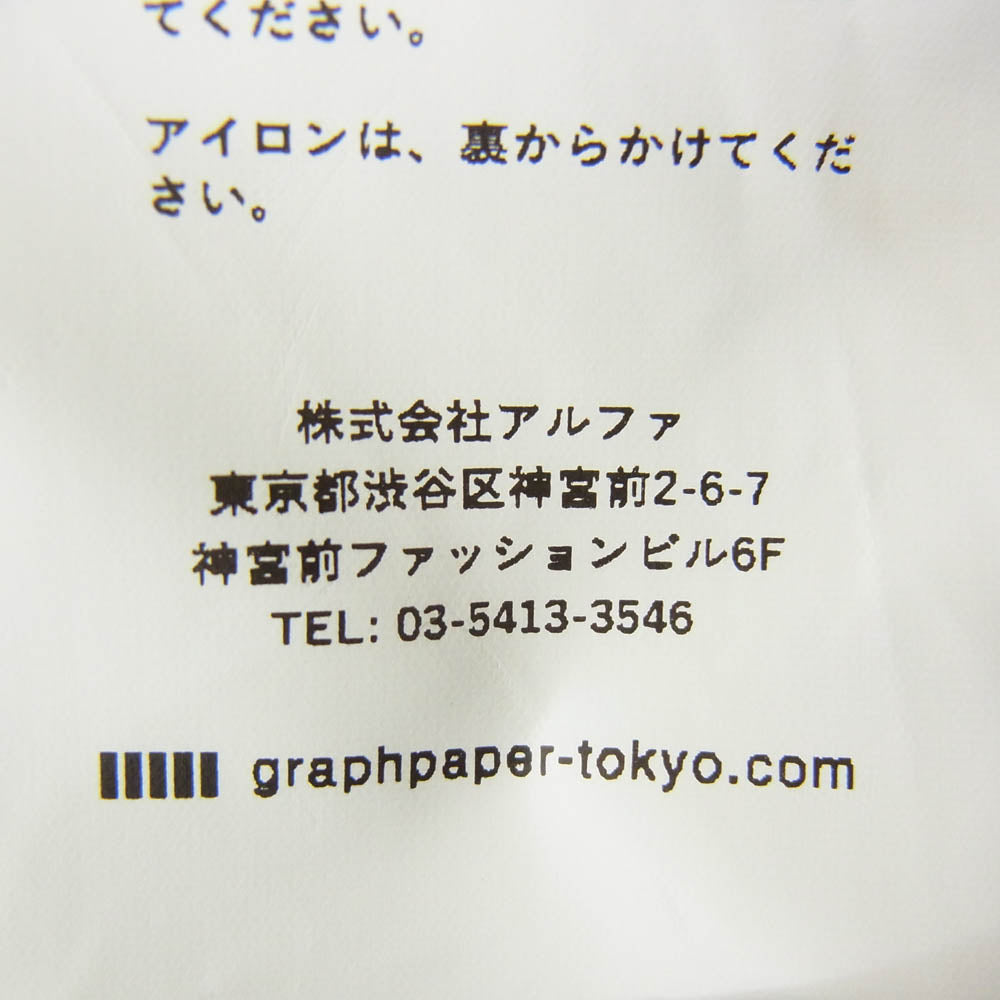 てください。
アイロンは、裏からかけてくだ
さい。
株式会社アルファ
東京都渋谷区神宮前2-6-7
神宮前ファッションビル6F
TEL: 03-5413-3546
graphpaper-tokyo.com